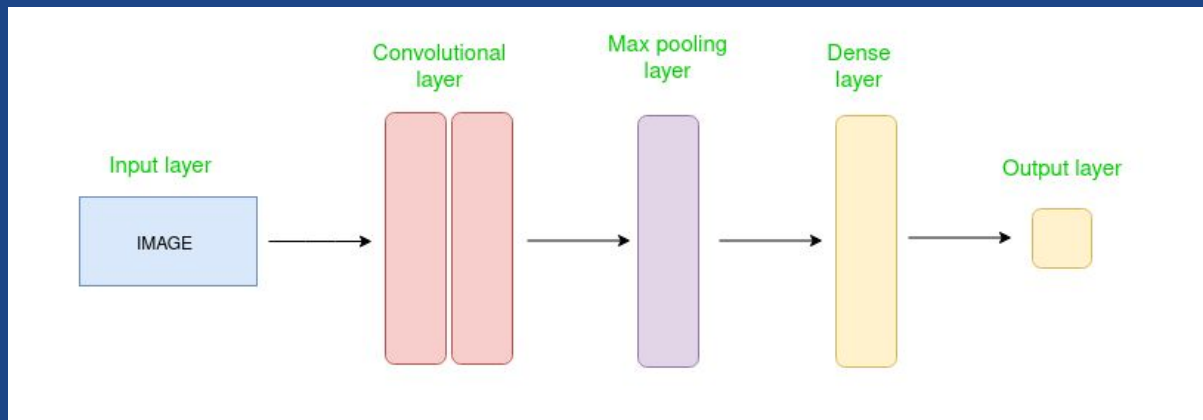 Input layer
IMAGE
Convolutional
layer
Max pooling
layer
Dense
layer
Output layer